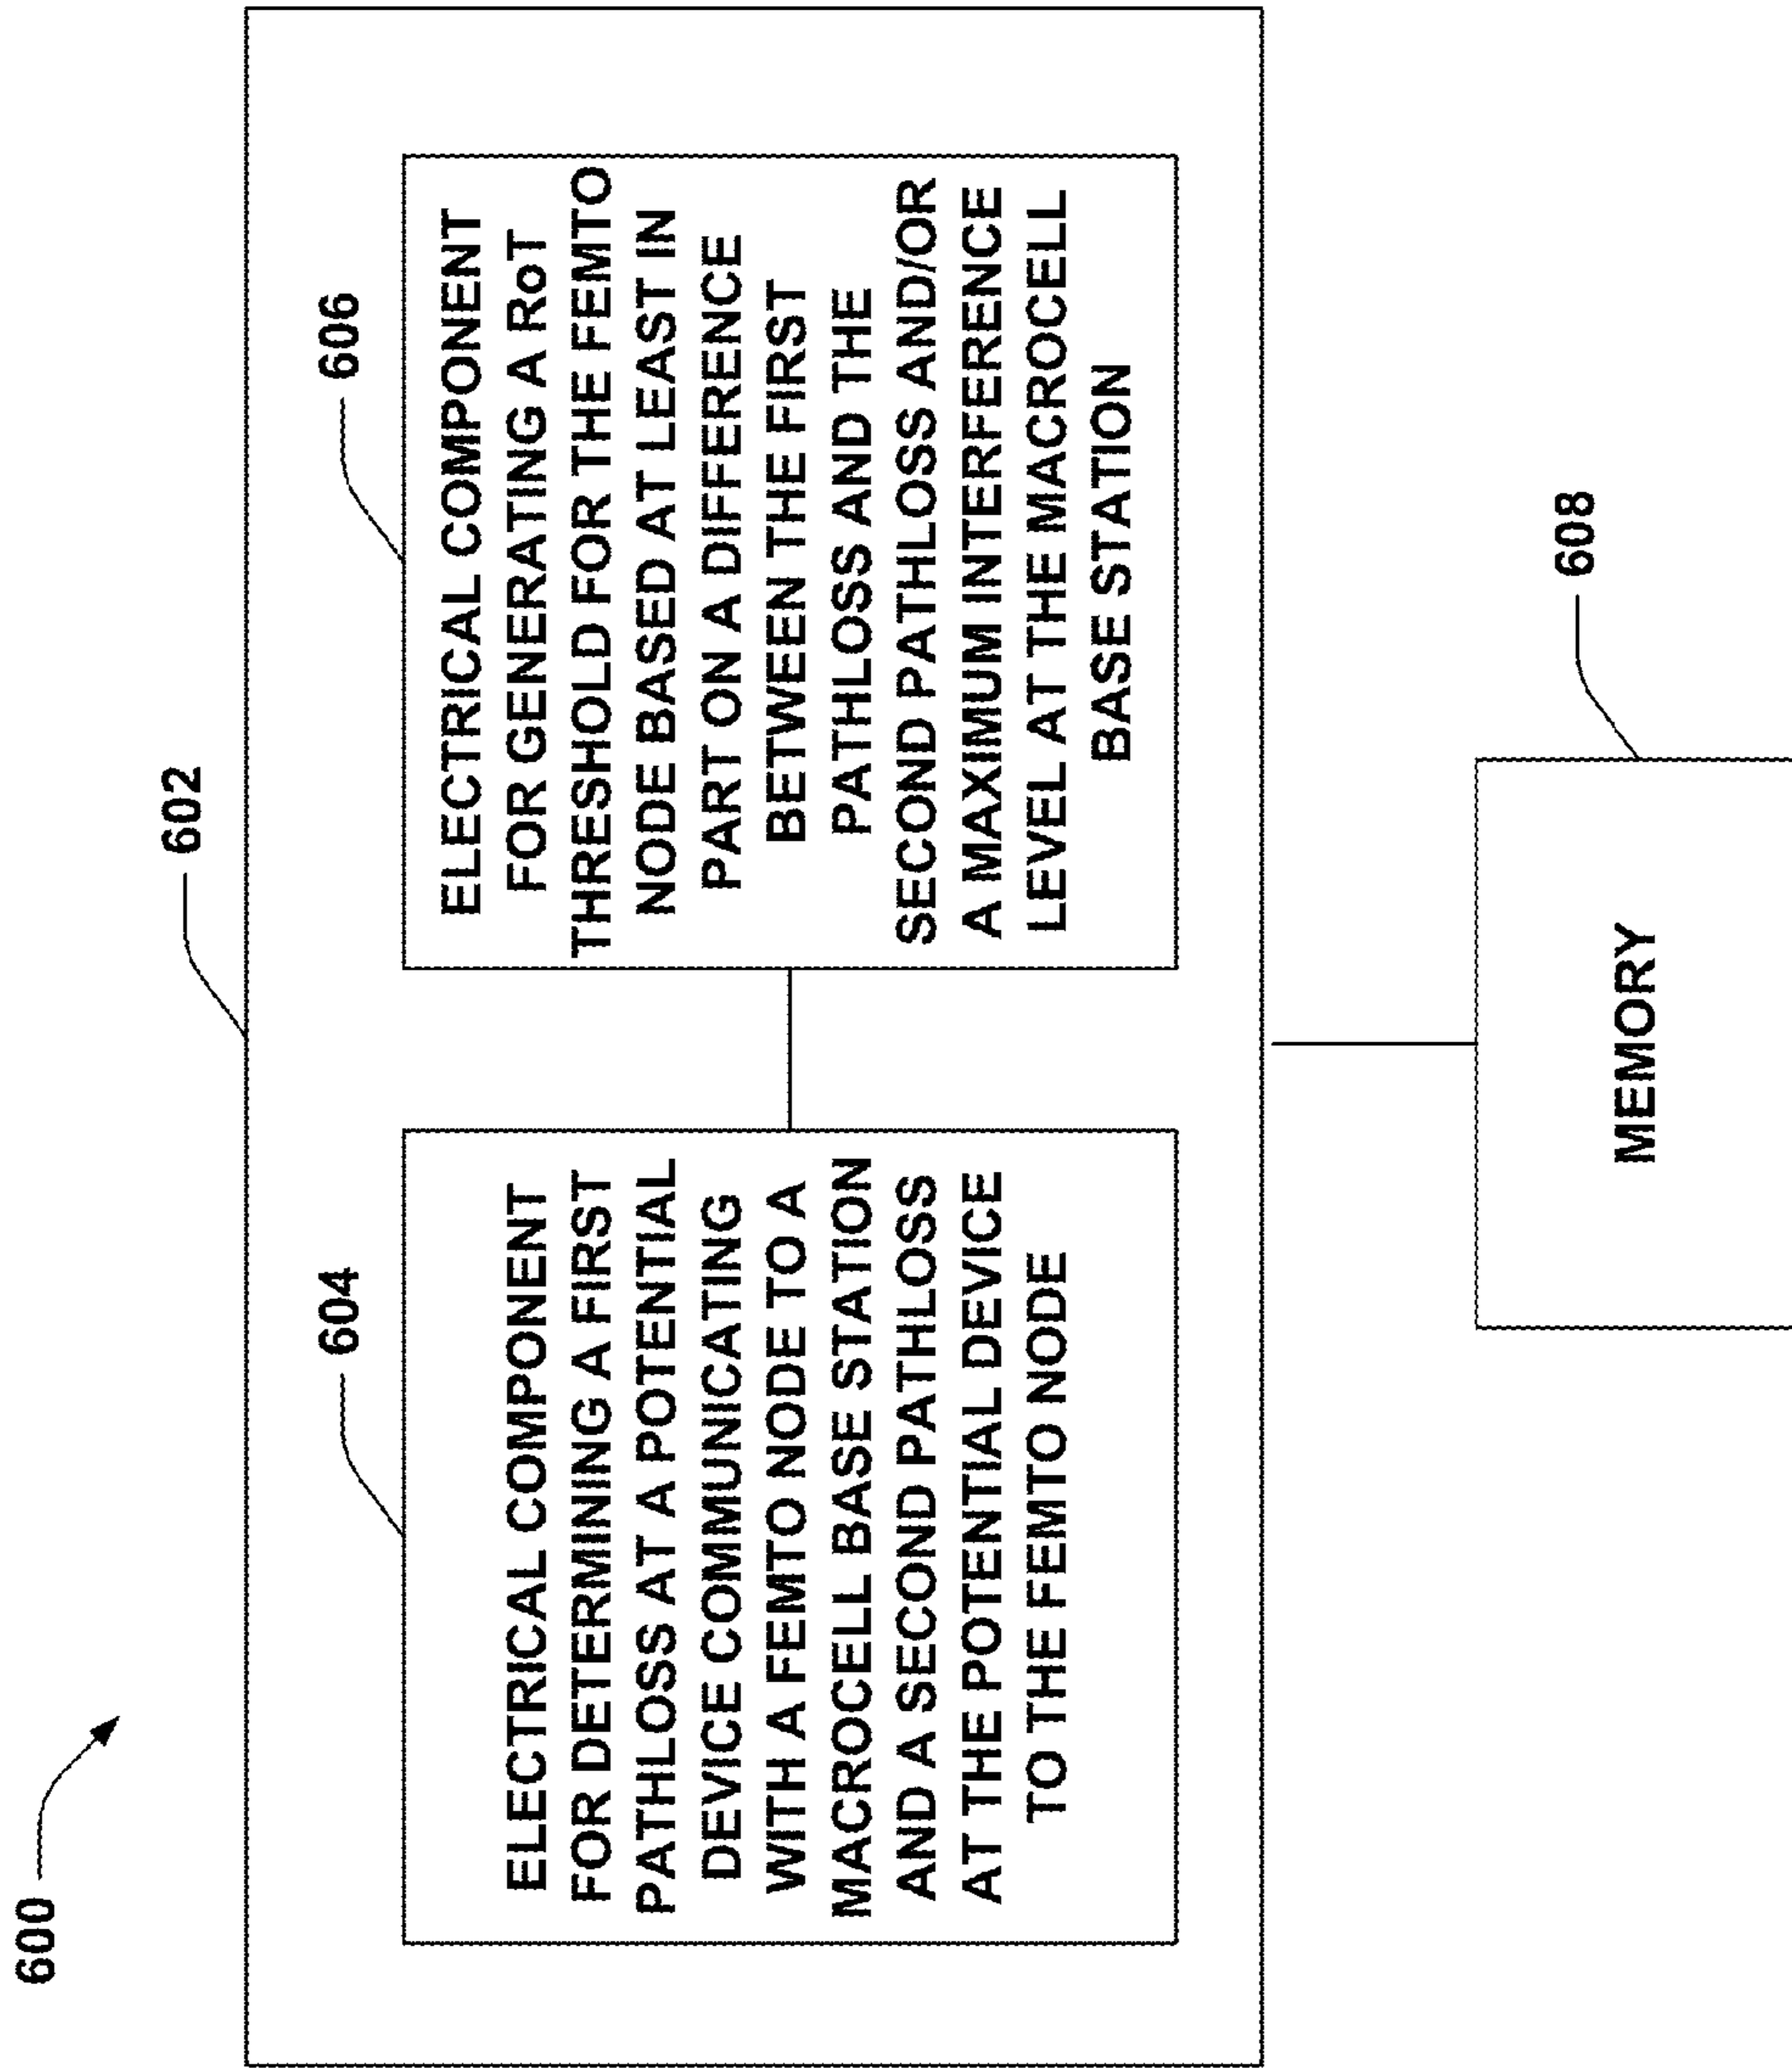 600
602
604
ELECTRICAL COMPONENT
FOR DETERMINING A FIRST
PATHLOSS AT A POTENTIAL
DEVICE COMMUNICATING
WITH A FEMTO NODE TO A
MACROCELL BASE STATION
AND A SECOND PATHLOSS
AT THE POTENTIAL DEVICE
TO THE FEMTO NODE
606
ELECTRICAL COMPONENT
FOR GENERATING A RoT
THRESHOLD FOR THE FEMTO
NODE BASED AT LEAST IN
PART ON A DIFFERENCE
BETWEEN THE FIRST
PATHLOSS AND THE
SECOND PATHLOSS AND/OR
A MAXIMUM INTERFERENCE
LEVEL AT THE MACROCELL
BASE STATION
608
MEMORY